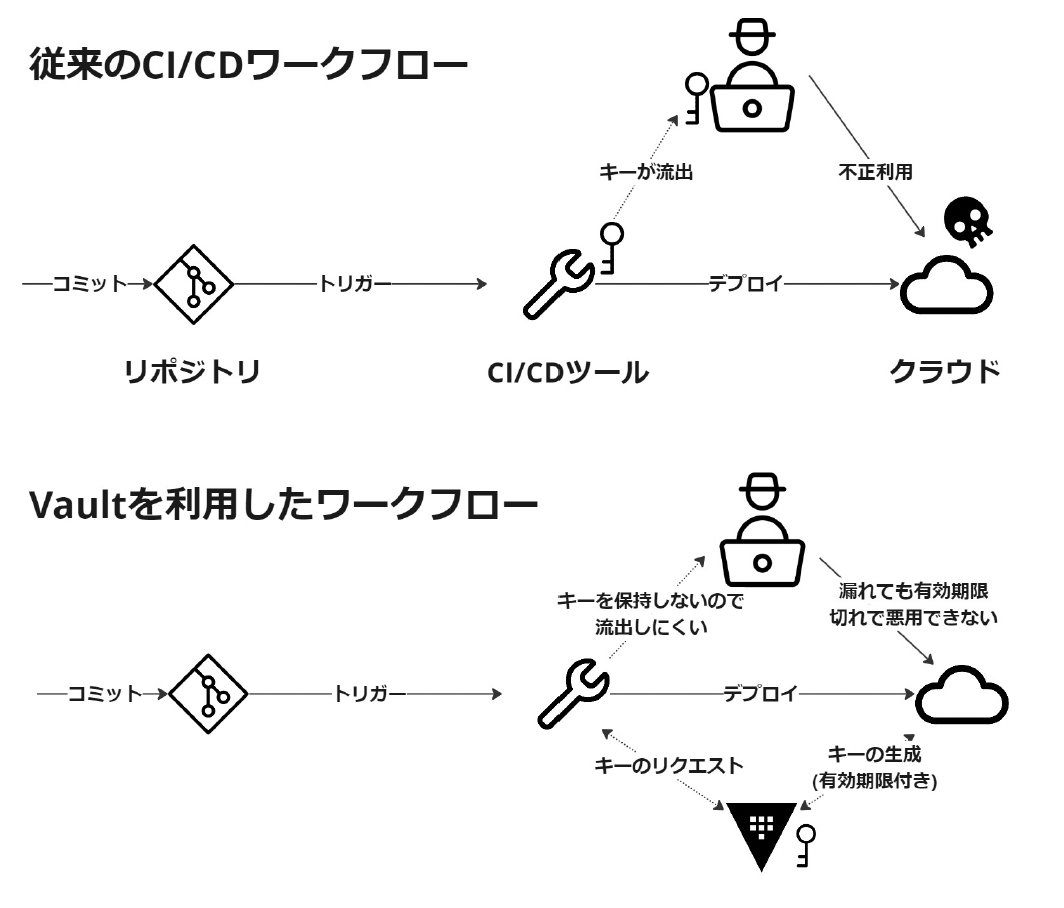 従来のCI/CDワークフロー
キーが流出
不正利用
コミット
トリガー
デプロイ
リポジトリ
CI/CDツール
クラウド
Vaultを利用したワークフロー
キーを保持しないので
流出しにくい
漏れても有効期限
切れで悪用できない
コミット
トリガー
デプロイ
キーのリクエスト
キーの生成
(有効期限付き)